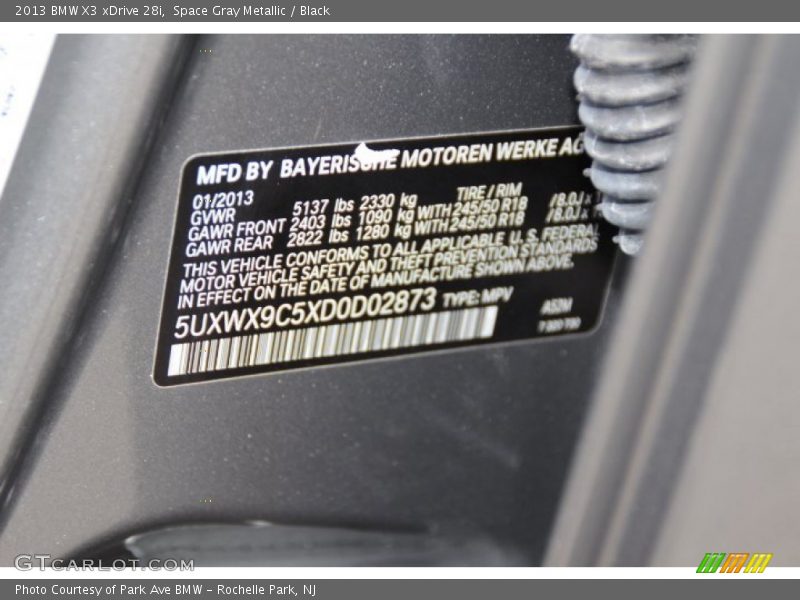 2013 BMW X3 xDrive 28i, Space Gray Metallic / Black
MFD BY BAYERISCHE MOTOREN WERKE AG
01/2013
GVWR 5137 lbs 2330 kg TIRE / RIM
GAWR FRONT 2403 lbs 1090 kg WITH 245/50 R18 /8.0J x
GAWR REAR 2822 lbs 1280 kg WITH 245/50 R18 /8.0J x
THIS VEHICLE CONFORMS TO ALL APPLICABLE U.S. FEDERAL
MOTOR VEHICLE SAFETY AND THEFT PREVENTION STANDARDS
IN EFFECT ON THE DATE OF MANUFACTURE SHOWN ABOVE.
5UXWX9C5XD0D02873 TYPE: MPV
GTCARLOT.COM
Photo Courtesy of Park Ave BMW - Rochelle Park, NJ